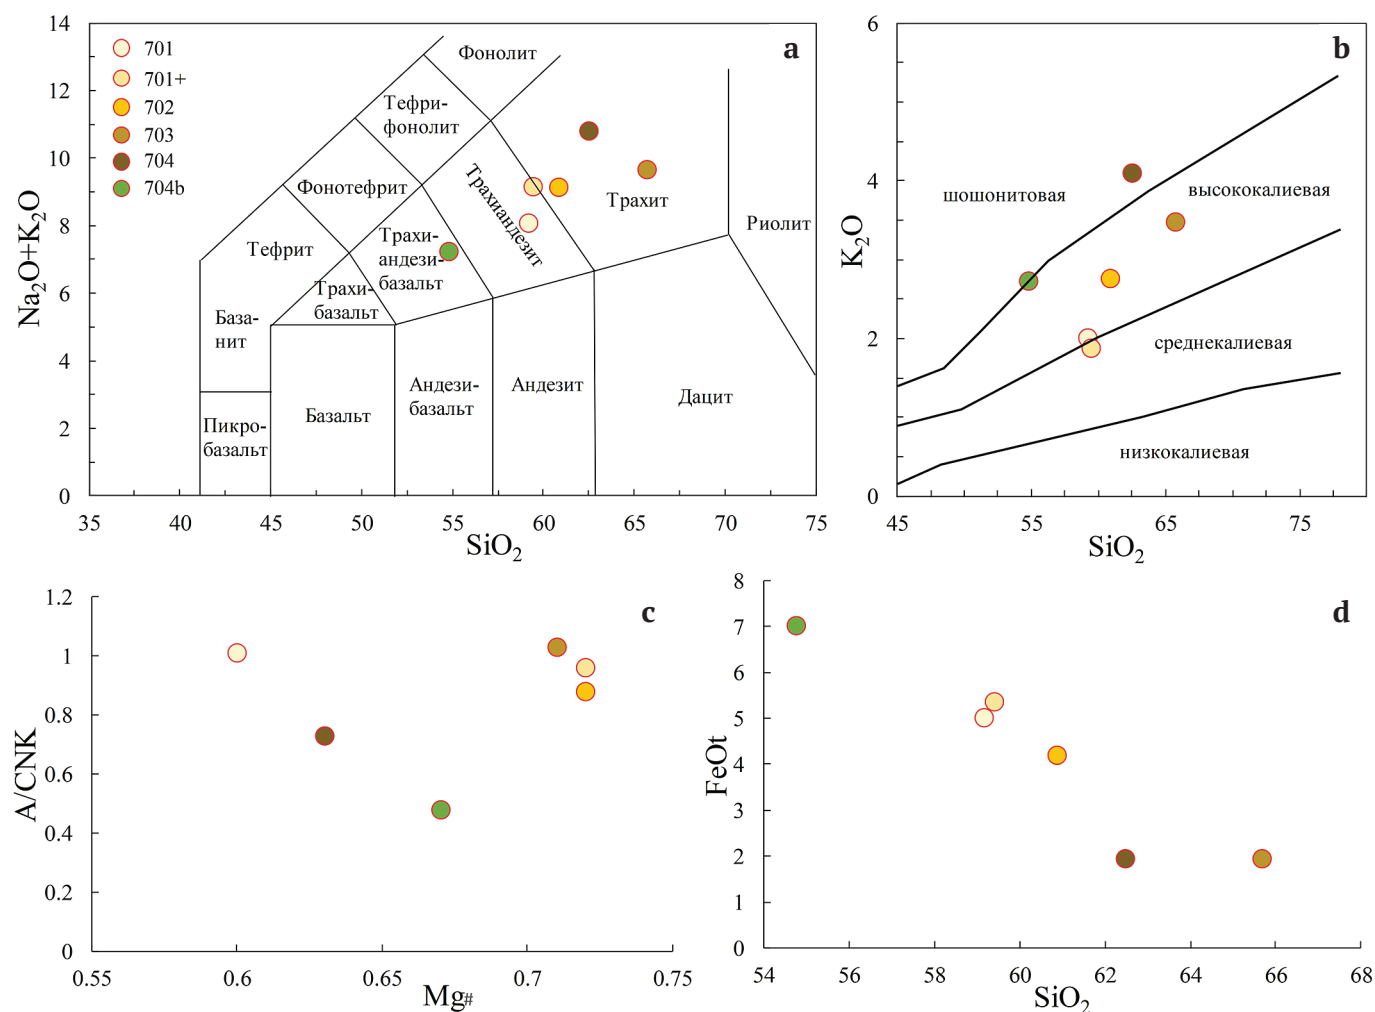 a
14
12
10
8
6
4
2
0
Na₂O+K₂O
701
701+
702
703
704
704b
Фонолит
Тефри-
фонолит
Фонотефрит
Тефрит
База-
нит
Пикро-
базальт
Трахи-
андези-
базальт
Трахи-
базальт
Трахиандезит
Трахит
Риолит
Базальт
Андези-
базальт
Андезит
Дацит
35 40 45 50 55 60 65 70 75
SiO₂
b
6
4
2
0
K₂O
шошонитовая
высококалиевая
среднекалиевая
низкокалиевая
45 55 65 75
SiO₂
c
1.2
1
0.8
0.6
0.4
0.2
0
A/CNK
0.55 0.6 0.65 0.7 0.75
Mg#
d
8
7
6
5
4
3
2
1
0
FeOt
54 56 58 60 62 64 66 68
SiO₂